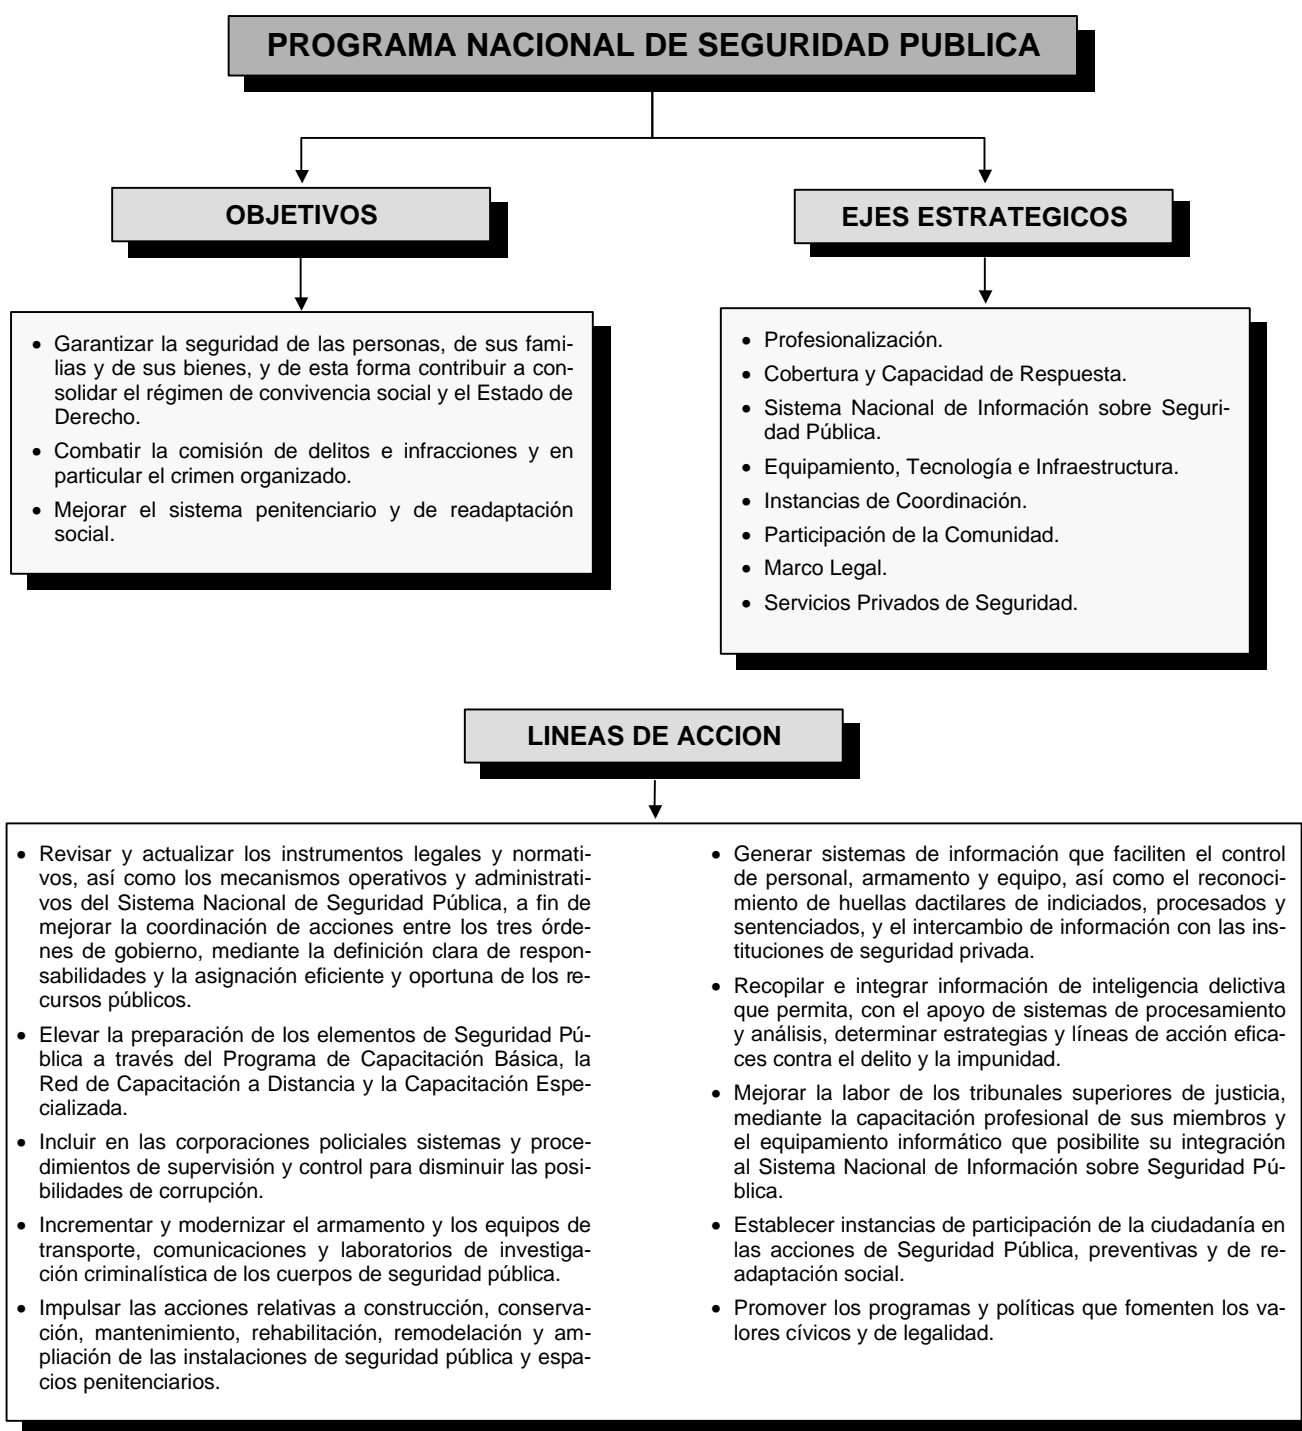 PROGRAMA NACIONAL DE SEGURIDAD PUBLICA
OBJETIVOS
• Garantizar la seguridad de las personas, de sus fami-
lias y de sus bienes, y de esta forma contribuir a con-
solidar el régimen de convivencia social y el Estado de
Derecho.
• Combatir la comisión de delitos e infracciones y en
particular el crimen organizado.
• Mejorar el sistema penitenciario y de readaptación
social.
EJES ESTRATEGICOS
• Profesionalización.
• Cobertura y Capacidad de Respuesta.
• Sistema Nacional de Información sobre Seguri-
dad Pública.
• Equipamiento, Tecnología e Infraestructura.
• Instancias de Coordinación.
• Participación de la Comunidad.
• Marco Legal.
• Servicios Privados de Seguridad.
LINEAS DE ACCION
• Revisar y actualizar los instrumentos legales y normati-
vos, así como los mecanismos operativos y administrati-
vos del Sistema Nacional de Seguridad Pública, a fin de
mejorar la coordinación de acciones entre los tres órde-
nes de gobierno, mediante la definición clara de respon-
sabilidades y la asignación eficiente y oportuna de los re-
cursos públicos.
• Elevar la preparación de los elementos de Seguridad Pú-
blica a través del Programa de Capacitación Básica, la
Red de Capacitación a Distancia y la Capacitación Espe-
cializada.
• Incluir en las corporaciones policiales sistemas y proce-
dimientos de supervisión y control para disminuir las posi-
bilidades de corrupción.
• Incrementar y modernizar el armamento y los equipos de
transporte, comunicaciones y laboratorios de investiga-
ción criminalística de los cuerpos de seguridad pública.
• Impulsar las acciones relativas a construcción, conserva-
ción, mantenimiento, rehabilitación, remodelación y am-
pliación de las instalaciones de seguridad pública y espa-
cios penitenciarios.
• Generar sistemas de información que faciliten el control
de personal, armamento y equipo, así como el reconoci-
miento de huellas dactilares de indiciados, procesados y
sentenciados, y el intercambio de información con las ins-
tituciones de seguridad privada.
• Recopilar e integrar información de inteligencia delictiva
que permita, con el apoyo de sistemas de procesamiento
y análisis, determinar estrategias y líneas de acción efica-
ces contra el delito y la impunidad.
• Mejorar la labor de los tribunales superiores de justicia,
mediante la capacitación profesional de sus miembros y
el equipamiento informático que posibilite su integración
al Sistema Nacional de Información sobre Seguridad Pú-
blica.
• Establecer instancias de participación de la ciudadanía en
las acciones de Seguridad Pública, preventivas y de re-
adaptación social.
• Promover los programas y políticas que fomenten los va-
lores cívicos y de legalidad.